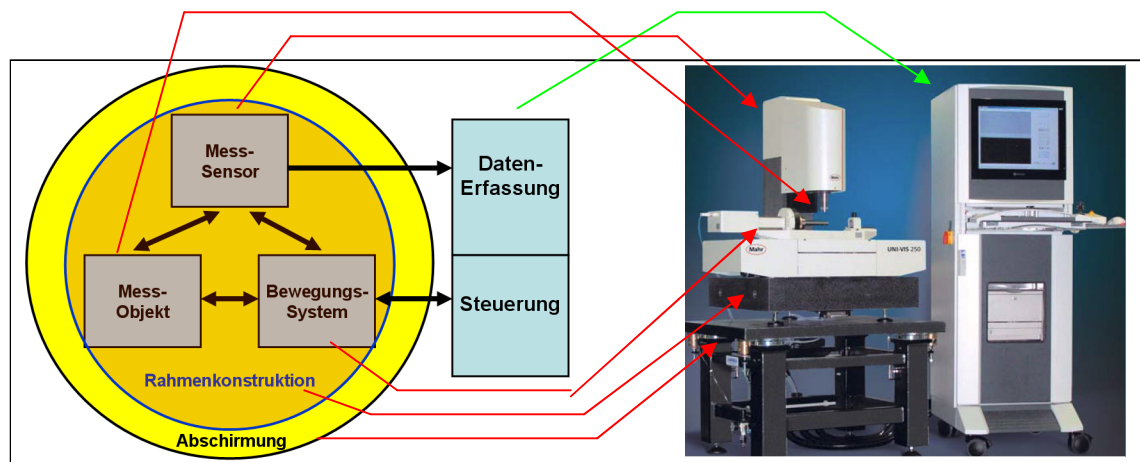 Mess-
Sensor
Daten-
Erfassung
Mess-
Objekt
Bewegungs-
System
Steuerung
Rahmenkonstruktion
Abschirmung
Mahr
UNI-VIS 250